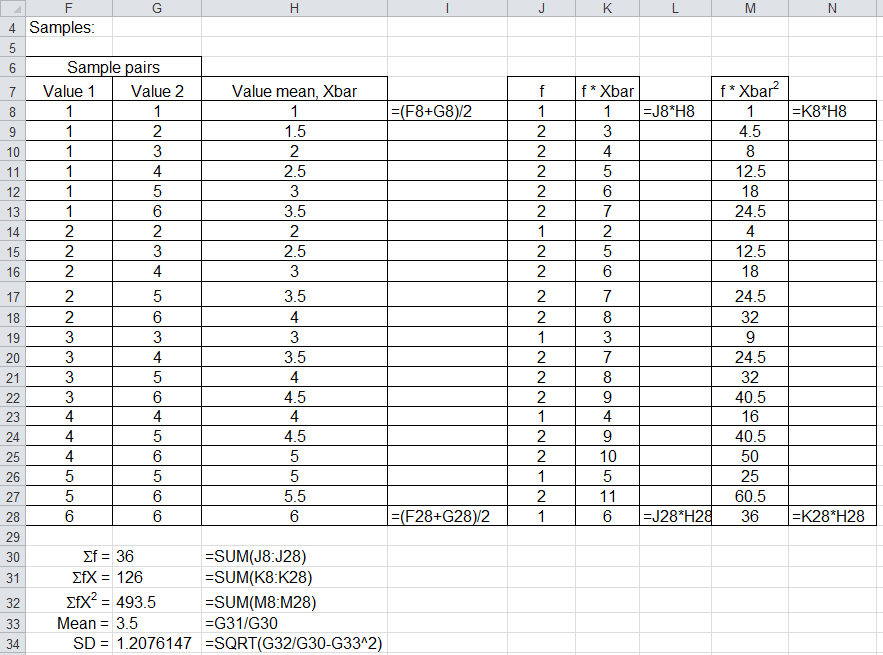 F G H I J K L M N
4 Samples:
5
6 Sample pairs
7 Value 1 Value 2 Value mean, Xbar f f * Xbar f * Xbar²
8 1 1 1 =(F8+G8)/2 1 1 =J8*H8 1 =K8*H8
9 1 2 1.5 2 3 4.5
10 1 3 2 2 4 8
11 1 4 2.5 2 5 12.5
12 1 5 3 2 6 18
13 1 6 3.5 2 7 24.5
14 2 2 2 1 2 4
15 2 3 2.5 2 5 12.5
16 2 4 3 2 6 18
17 2 5 3.5 2 7 24.5
18 2 6 4 2 8 32
19 3 3 3 1 3 9
20 3 4 3.5 2 7 24.5
21 3 5 4 2 8 32
22 3 6 4.5 2 9 40.5
23 4 4 4 1 4 16
24 4 5 4.5 2 9 40.5
25 4 6 5 2 10 50
26 5 5 5 1 5 25
27 5 6 5.5 2 11 60.5
28 6 6 6 =(F28+G28)/2 1 6 =J28*H28 36 =K28*H28
29
30 Σf = 36 =SUM(J8:J28)
31 ΣfX = 126 =SUM(K8:K28)
32 ΣfX² = 493.5 =SUM(M8:M28)
33 Mean = 3.5 =G31/G30
34 SD = 1.2076147 =SQRT(G32/G30-G33^2)